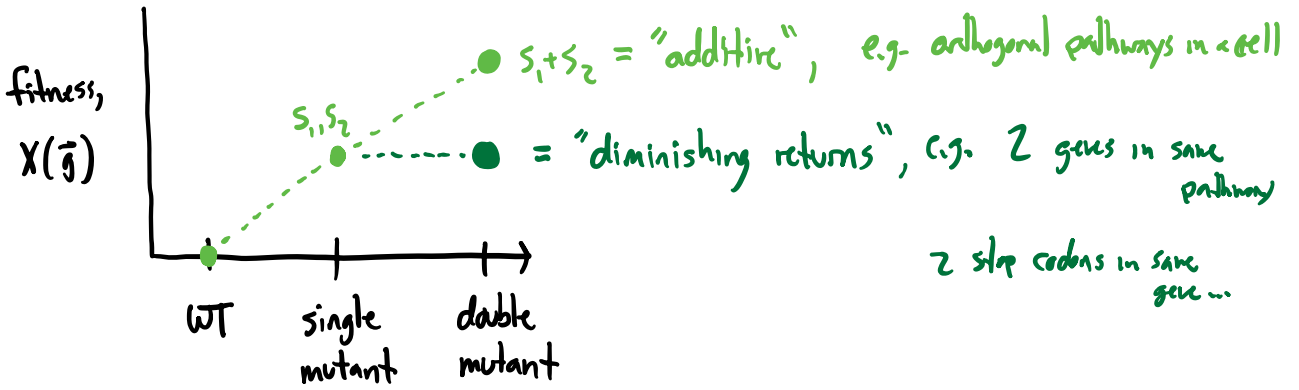 S₁+S₂ = "additive", e.g. orthogonal pathways in a cell
fitness,
X(g⃗)
S₁,S₂
= "diminishing returns", e.g. 2 genes in same
pathway
2 stop codons in same
gene...
WT
single
mutant
double
mutant